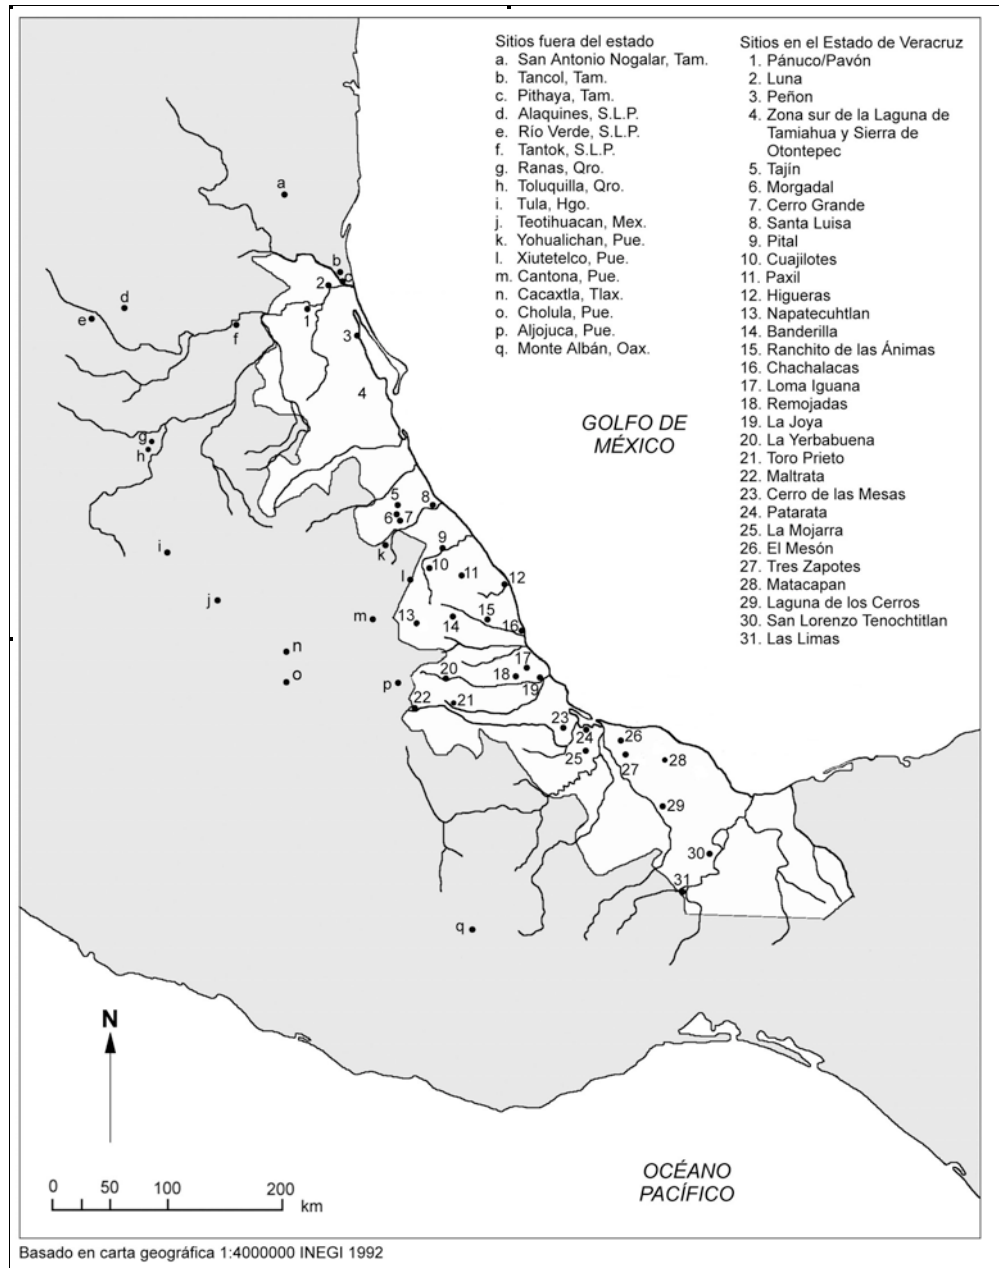 Sitios fuera del estado
a. San Antonio Nogalar, Tam.
b. Tancol, Tam.
c. Pithaya, Tam.
d. Alaquines, S.L.P.
e. Río Verde, S.L.P.
f. Tantok, S.L.P.
g. Ranas, Qro.
h. Toluquilla, Qro.
i. Tula, Hgo.
j. Teotihuacan, Mex.
k. Yohualichan, Pue.
l. Xiutetelco, Pue.
m. Cantona, Pue.
n. Cacaxtla, Tlax.
o. Cholula, Pue.
p. Aljojuca, Pue.
q. Monte Albán, Oax.
Sitios en el Estado de Veracruz
1. Pánuco/Pavón
2. Luna
3. Peñon
4. Zona sur de la Laguna de
Tamiahua y Sierra de
Otontepec
5. Tajín
6. Morgadal
7. Cerro Grande
8. Santa Luisa
9. Pital
10. Cuajilotes
11. Paxil
12. Higueras
13. Napatecuhtlan
14. Banderilla
15. Ranchito de las Ánimas
16. Chachalacas
17. Loma Iguana
18. Remojadas
19. La Joya
20. La Yerbabuena
21. Toro Prieto
22. Maltrata
23. Cerro de las Mesas
24. Patarata
25. La Mojarra
26. El Mesón
27. Tres Zapotes
28. Matacapan
29. Laguna de los Cerros
30. San Lorenzo Tenochtitlan
31. Las Limas
a
b
c
2
d
e
1
f
3
4
GOLFO DE
MÉXICO
g
h
5
8
6
7
i
k
9
10
11
l
12
j
m
13
14
15
16
n
17
20
18
o
p
19
22
21
23
24
26
25
27
28
29
30
31
q
N
OCÉANO
PACÍFICO
0 50 100 200
km
Basado en carta geográfica 1:4000000 INEGI 1992